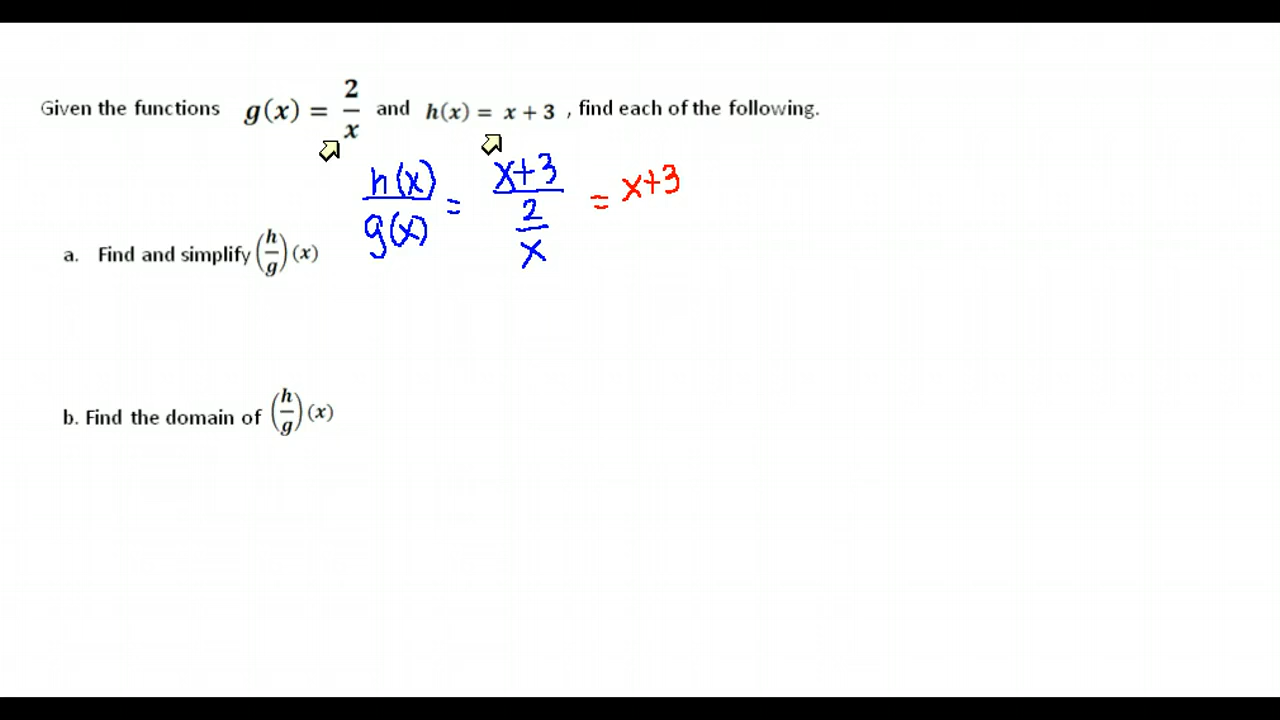 Given the functions g(x) = 2/x and h(x) = x + 3 , find each of the following.
h(x)/g(x) = (x+3)/(2/x) = x+3
a. Find and simplify (h/g)(x)
b. Find the domain of (h/g)(x)